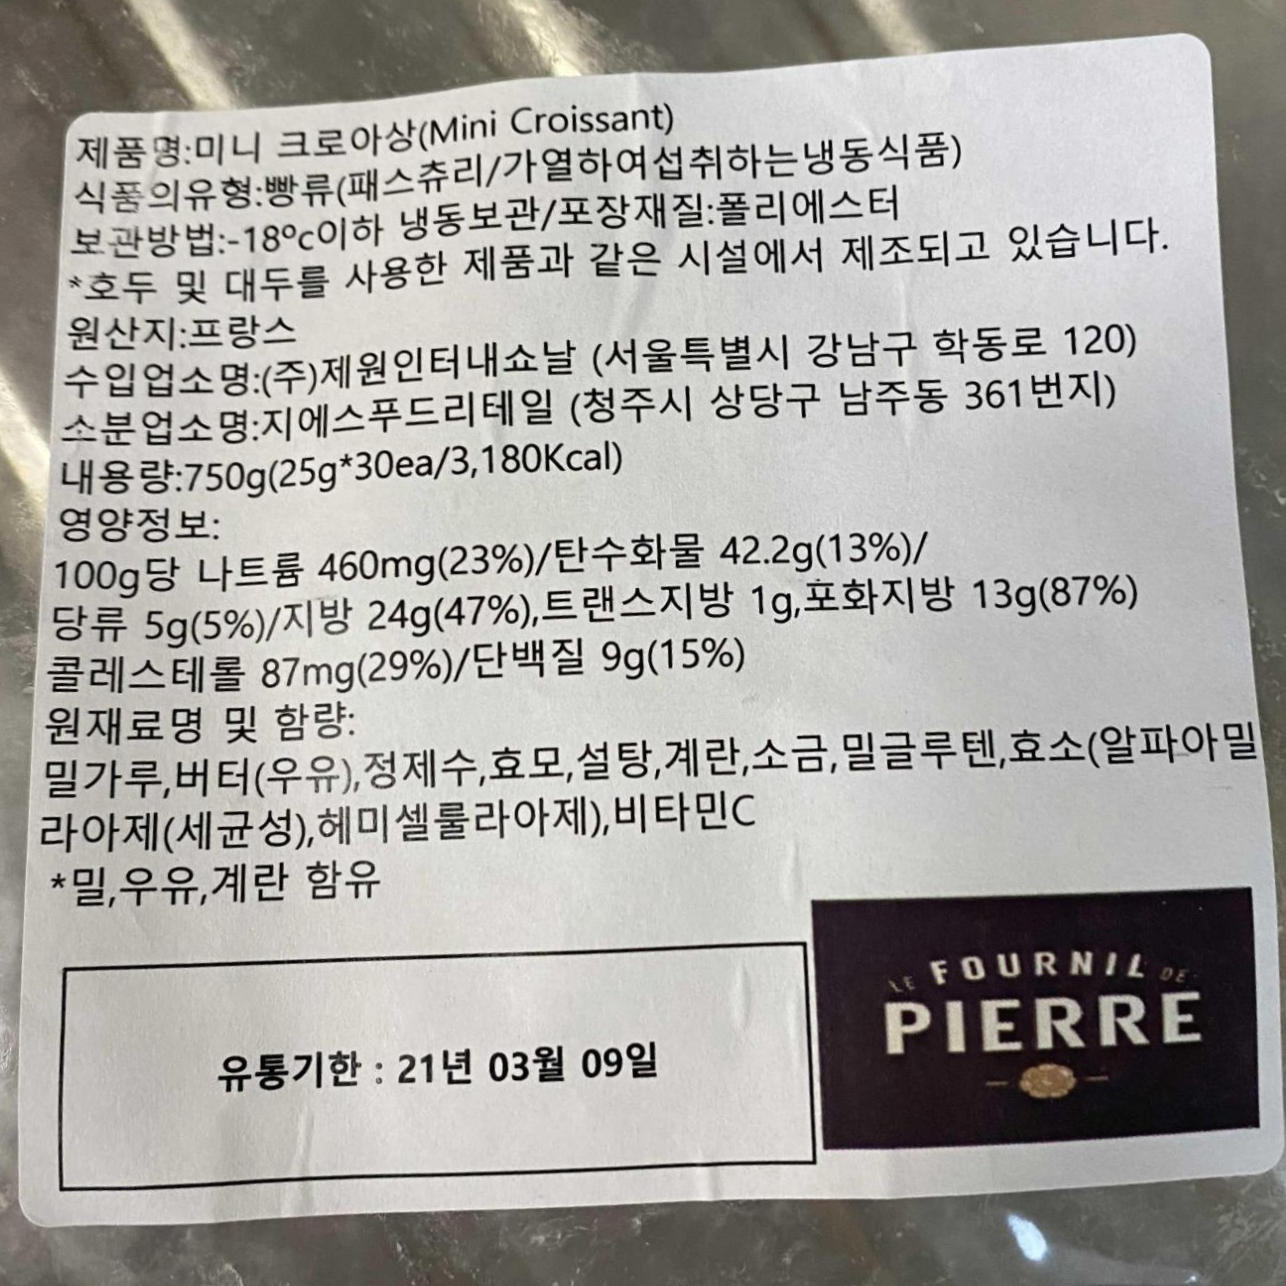 제품명:미니 크로아상(Mini Croissant)
식품의유형:빵류(패스츄리/가열하여섭취하는냉동식품)
보관방법:-18ºc이하 냉동보관/포장재질:폴리에스터
*호두 및 대두를 사용한 제품과 같은 시설에서 제조되고 있습니다.
원산지:프랑스
수입업소명:(주)제원인터내쇼날 (서울특별시 강남구 학동로 120)
소분업소명:지에스푸드리테일 (청주시 상당구 남주동 361번지)
내용량:750g(25g*30ea/3,180Kcal)
영양정보:
100g당 나트륨 460mg(23%)/탄수화물 42.2g(13%)/
당류 5g(5%)/지방 24g(47%),트랜스지방 1g,포화지방 13g(87%)
콜레스테롤 87mg(29%)/단백질 9g(15%)
원재료명 및 함량:
밀가루,버터(우유),정제수,효모,설탕,계란,소금,밀글루텐,효소(알파아밀
라아제(세균성),헤미셀룰라아제),비타민C
*밀,우유,계란 함유
유통기한 : 21년 03월 09일
LE FOURNIL DE
PIERRE